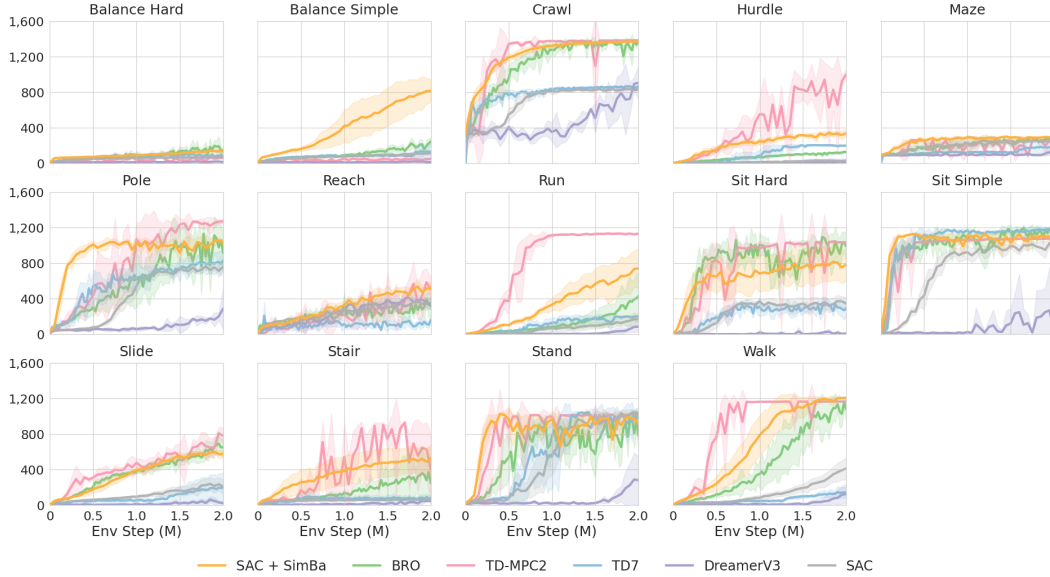 Balance Hard Balance Simple Crawl Hurdle Maze
1,600
1,200
800
400
0
Pole Reach Run Sit Hard Sit Simple
1,600
1,200
800
400
0
Slide Stair Stand Walk
1,600
1,200
800
400
0
0 0.5 1.0 1.5 2.0 0 0.5 1.0 1.5 2.0 0 0.5 1.0 1.5 2.0 0 0.5 1.0 1.5 2.0
Env Step (M) Env Step (M) Env Step (M) Env Step (M)
SAC + SimBa BRO TD-MPC2 TD7 DreamerV3 SAC